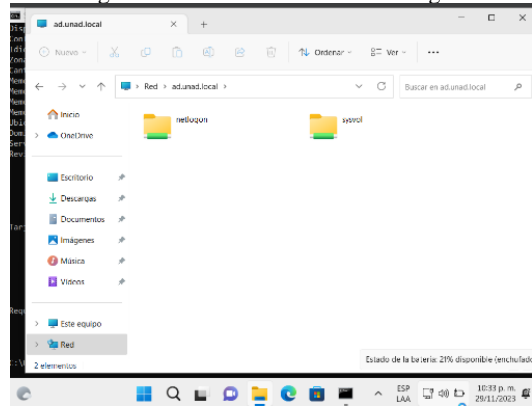 ad.unad.local
Nuevo
Ordenar
Ver
Red > ad.unad.local >
Buscar en ad.unad.local
Inicio
netlogon
sysvol
OneDrive
Escritorio
Descargas
Documentos
Imágenes
Música
Vídeos
Este equipo
Red
2 elementos
Estado de la batería: 21% disponible (enchufado
ESP
LAA
10:33 p. m.
29/11/2023